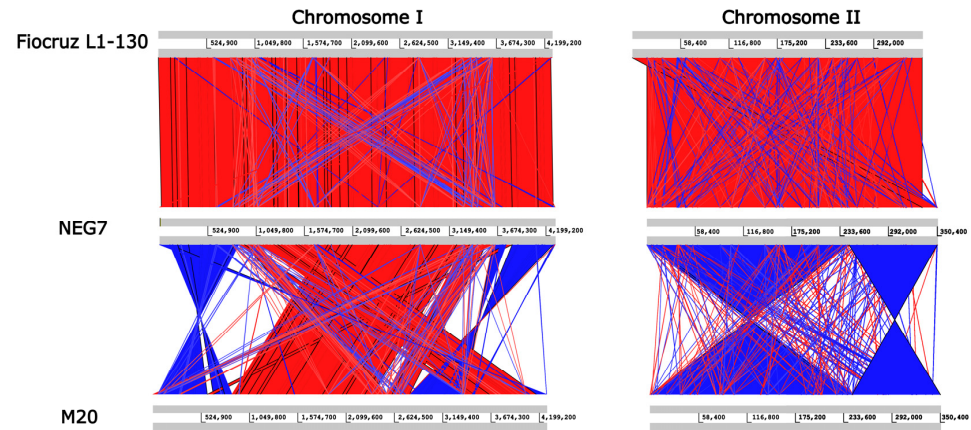 Chromosome I Chromosome II
Fiocruz L1-130
524,900 1,049,800 1,574,700 2,099,600 2,624,500 3,149,400 3,674,300 4,199,200 58,400 116,800 175,200 233,600 292,000
NEG7
524,900 1,049,800 1,574,700 2,099,600 2,624,500 3,149,400 3,674,300 4,199,200 58,400 116,800 175,200 233,600 292,000 350,400
M20
524,900 1,049,800 1,574,700 2,099,600 2,624,500 3,149,400 3,674,300 4,199,200 58,400 116,800 175,200 233,600 292,000 350,400